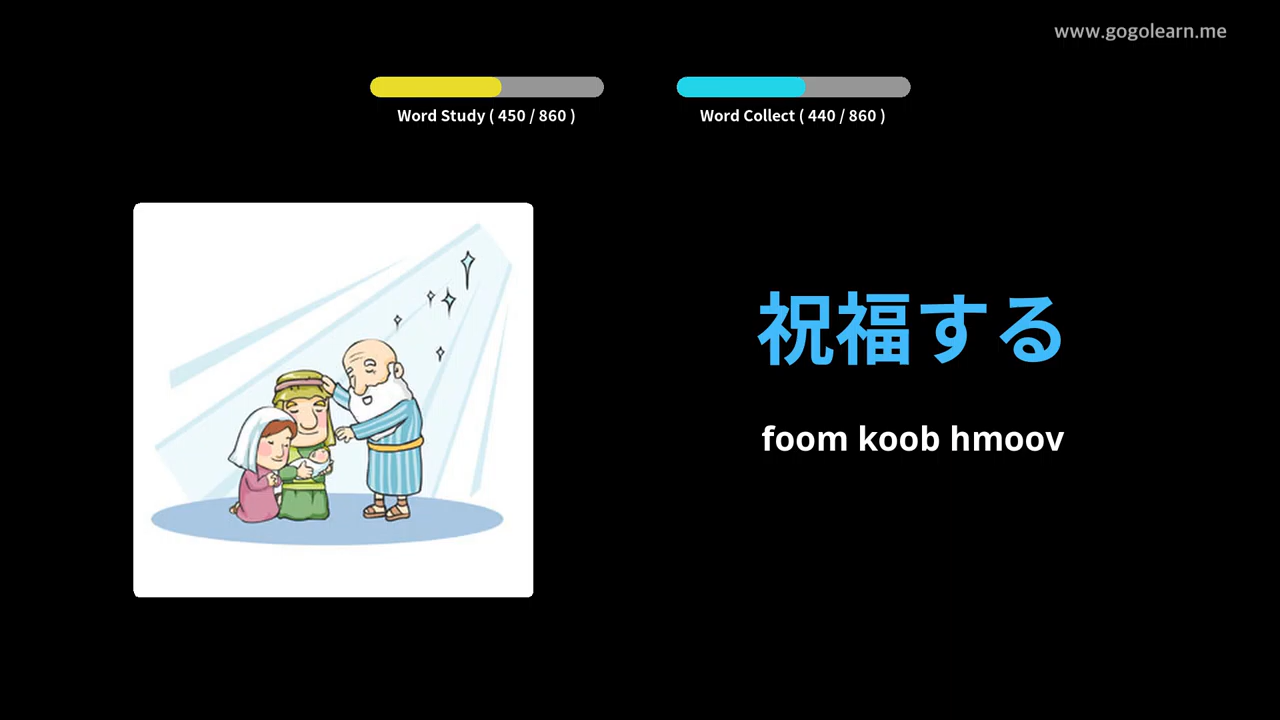 www.gogolearn.me
Word Study ( 450 / 860 )
Word Collect ( 440 / 860 )
祝福する
foom koob hmoov